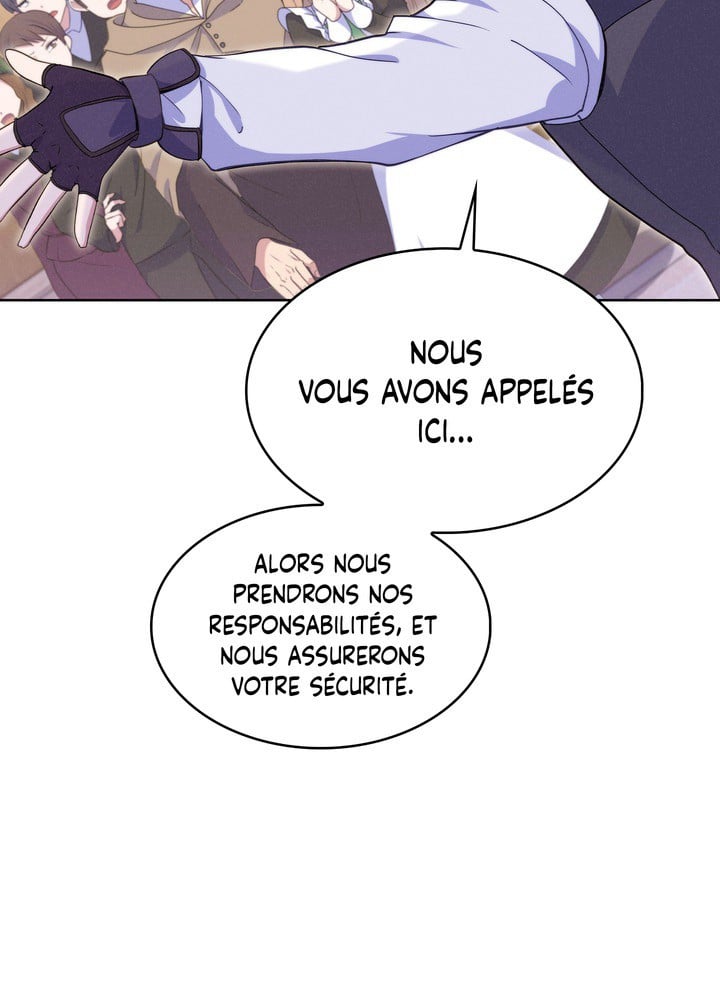 NOUS
VOUS AVONS APPELÉS
ICI...
ALORS NOUS
PRENDRONS NOS
RESPONSABILITÉS, ET
NOUS ASSURERONS
VOTRE SÉCURITÉ.